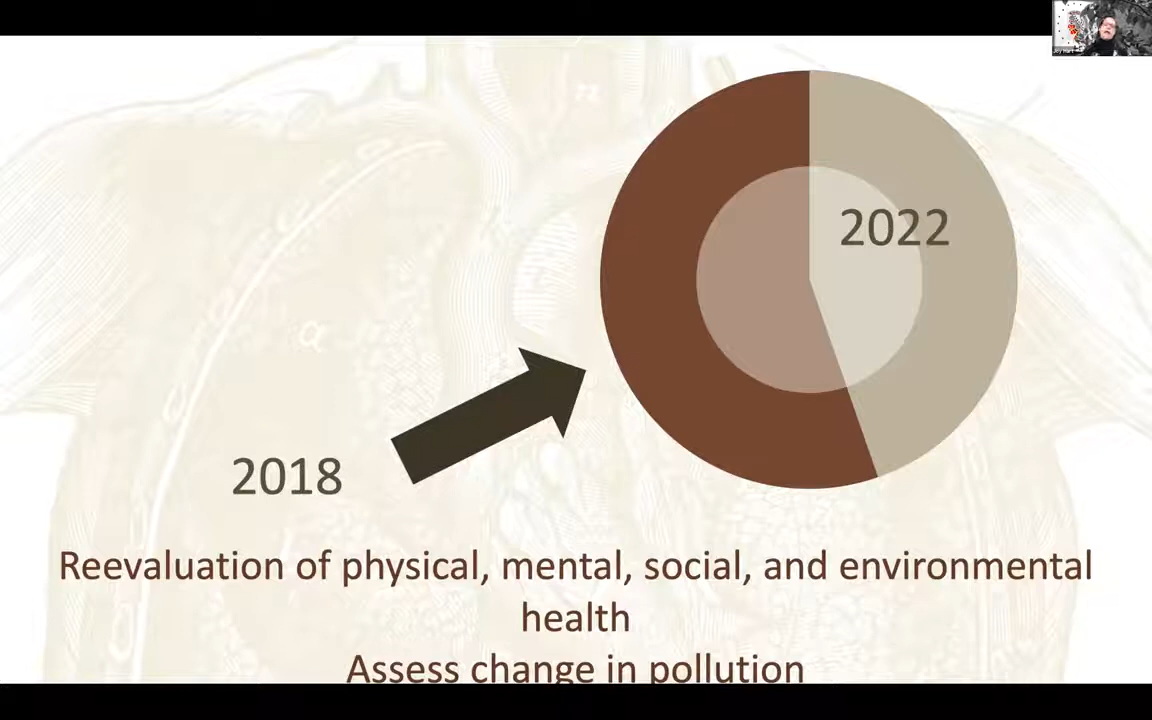 2022
2018
Reevaluation of physical, mental, social, and environmental
health
Assess change in pollution